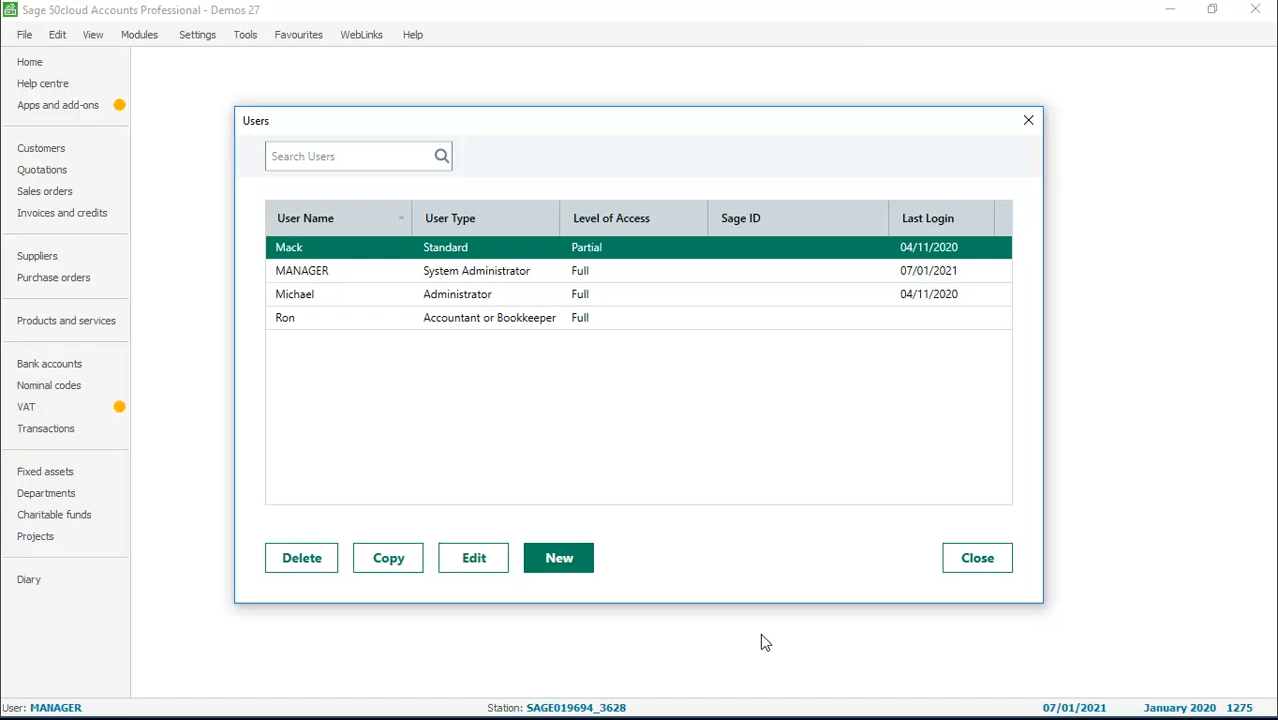 Sage 50cloud Accounts Professional - Demos 27
File Edit View Modules Settings Tools Favourites WebLinks Help
Home
Help centre
Apps and add-ons
Customers
Quotations
Sales orders
Invoices and credits
Suppliers
Purchase orders
Products and services
Bank accounts
Nominal codes
VAT
Transactions
Fixed assets
Departments
Charitable funds
Projects
Diary
Users
Search Users
User Name User Type Level of Access Sage ID Last Login
Mack Standard Partial 04/11/2020
MANAGER System Administrator Full 07/01/2021
Michael Administrator Full 04/11/2020
Ron Accountant or Bookkeeper Full
Delete Copy Edit New Close
User: MANAGER Station: SAGE019694_3628 07/01/2021 January 2020 1275